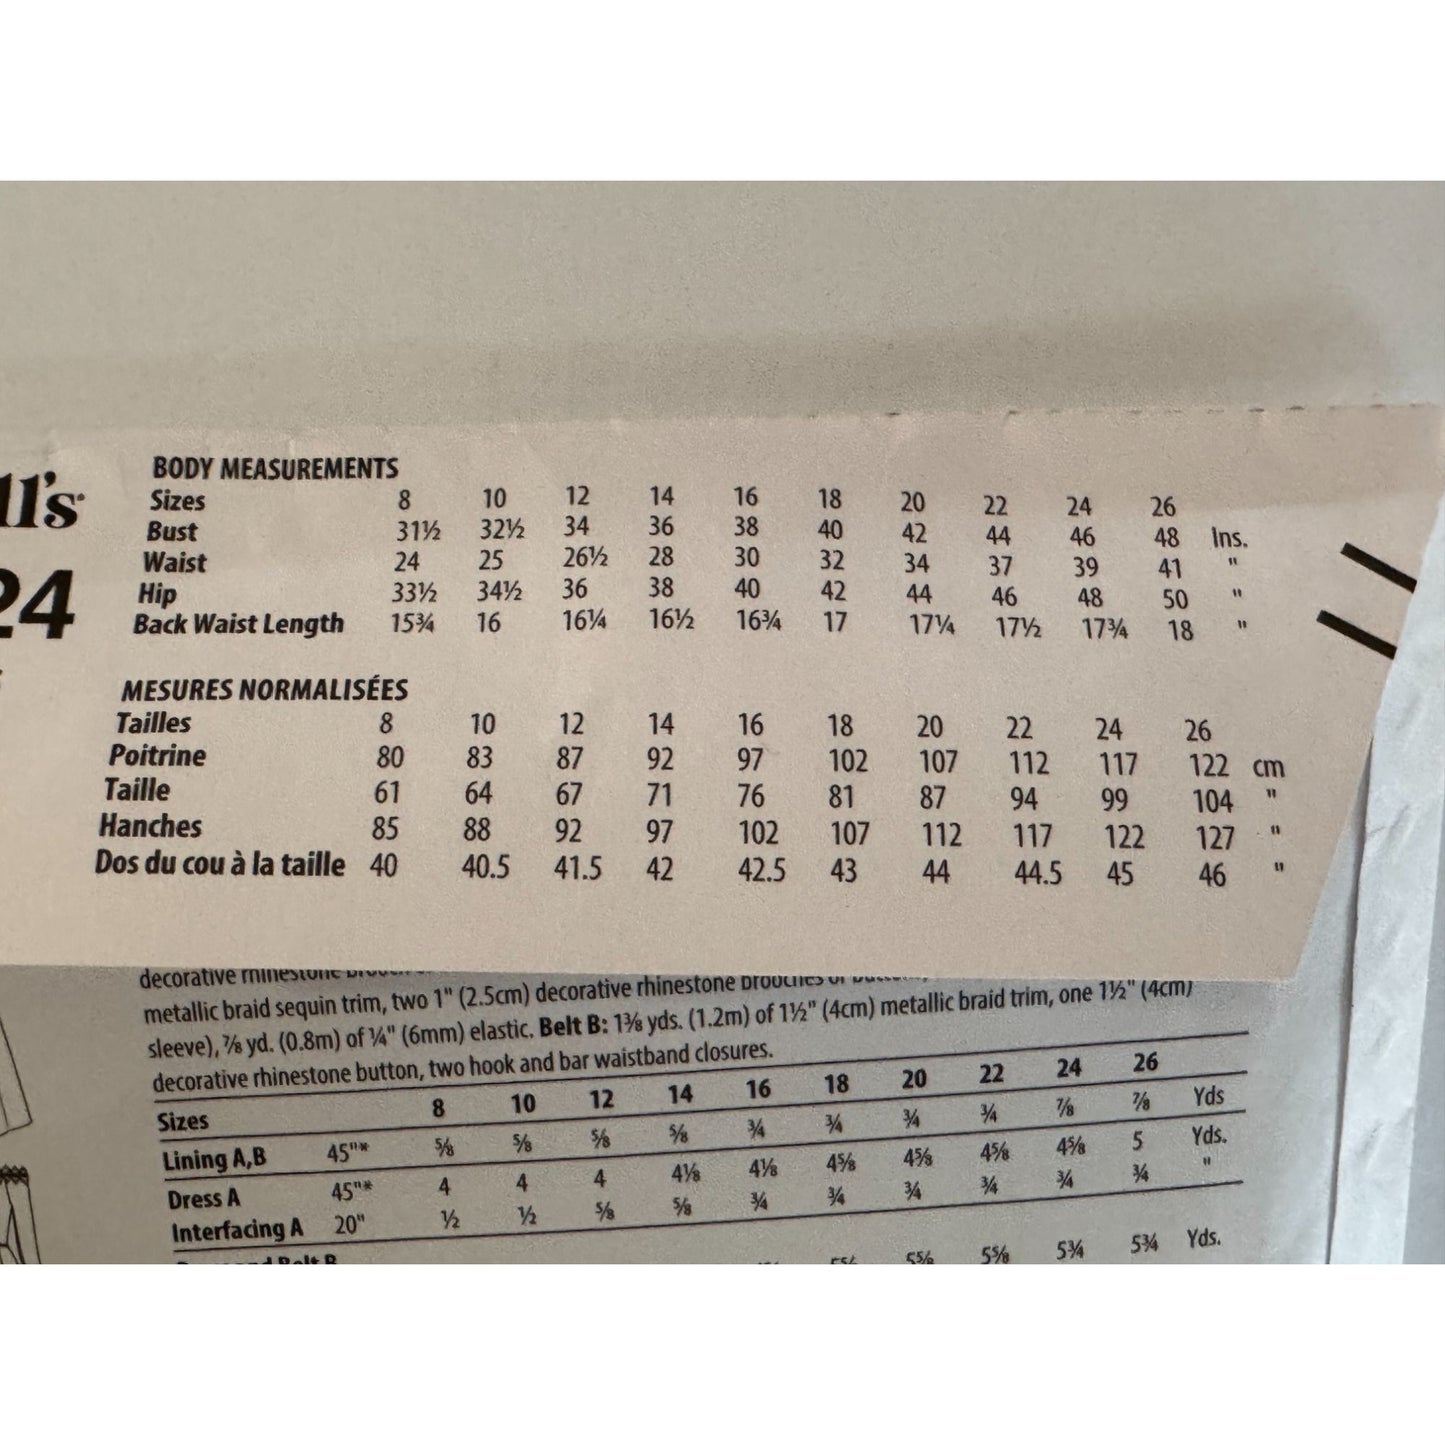 ll's
24
BODY MEASUREMENTS
Sizes 8 10 12 14 16 18 20 22 24 26
Bust 31½ 32½ 34 36 38 40 42 44 46 48 Ins.
Waist 24 25 26½ 28 30 32 34 37 39 41 "
Hip 33½ 34½ 36 38 40 42 44 46 48 50 "
Back Waist Length 15¾ 16 16¼ 16½ 16¾ 17 17¼ 17½ 17¾ 18 "
MESURES NORMALISÉES
Tailles 8 10 12 14 16 18 20 22 24 26
Poitrine 80 83 87 92 97 102 107 112 117 122 cm
Taille 61 64 67 71 76 81 87 94 99 104 "
Hanches 85 88 92 97 102 107 112 117 122 127 "
Dos du cou à la taille 40 40.5 41.5 42 42.5 43 44 44.5 45 46 "
decorative rhinestone
metallic braid sequin trim, two 1" (2.5cm) decorative rhinestone brooches or
sleeve), ⅞ yd. (0.8m) of ¼" (6mm) elastic. Belt B: 1⅜ yds. (1.2m) of 1½" (4cm) metallic braid trim, one 1½" (4cm)
decorative rhinestone button, two hook and bar waistband closures.
Sizes 8 10 12 14 16 18 20 22 24 26
Lining A,B 45"* ⅝ ⅝ ⅝ ⅝ ¾ ¾ ¾ ¾ ⅞ ⅞ Yds
Dress A 45"* 4 4 4 4⅛ 4⅛ 4⅝ 4⅝ 4⅝ 4⅝ 5 Yds.
Interfacing A 20" ½ ½ ⅝ ⅝ ¾ ¾ ¾ ¾ ¾ ¾ "
and Belt B 5⅝ 5⅝ 5¾ 5¾ Yds.